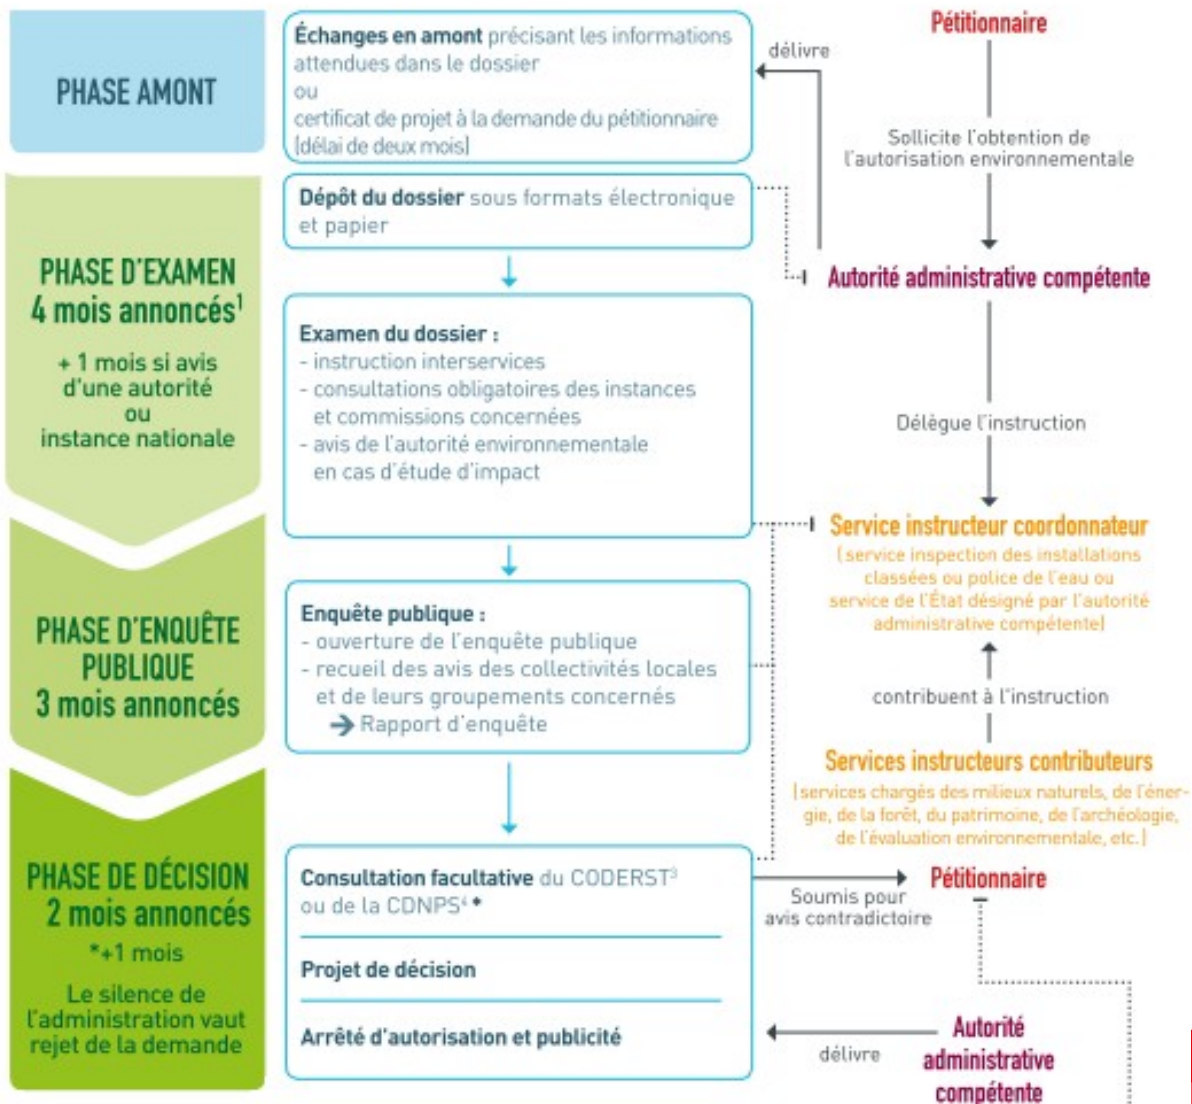 PHASE AMONT
Échanges en amont précisant les informations
attendues dans le dossier
ou
certificat de projet à la demande du pétitionnaire
(délai de deux mois)
délivre
Pétitionnaire
Sollicite l'obtention de
l'autorisation environnementale
Dépôt du dossier sous formats électronique
et papier
Autorité administrative compétente
PHASE D'EXAMEN
4 mois annoncés¹
+ 1 mois si avis
d'une autorité
ou
instance nationale
Examen du dossier :
- instruction interservices
- consultations obligatoires des instances
et commissions concernées
- avis de l'autorité environnementale
en cas d'étude d'impact
Délègue l'instruction
Service instructeur coordonnateur
(service inspection des installations
classées ou police de l'eau ou
service de l'État désigné par l'autorité
administrative compétente)
PHASE D'ENQUÊTE
PUBLIQUE
3 mois annoncés
Enquête publique :
- ouverture de l'enquête publique
- recueil des avis des collectivités locales
et de leurs groupements concernés
→ Rapport d'enquête
contribuent à l'instruction
Services instructeurs contributeurs
(services chargés des milieux naturels, de l'éner-
gie, de la forêt, du patrimoine, de l'archéologie,
de l'évaluation environnementale, etc.)
PHASE DE DÉCISION
2 mois annoncés
*+1 mois
Le silence de
l'administration vaut
rejet de la demande
Consultation facultative du CODERST³
ou de la CDNPS⁴ *
Projet de décision
Arrêté d'autorisation et publicité
Soumis pour
avis contradictoire
Pétitionnaire
délivre
Autorité
administrative
compétente